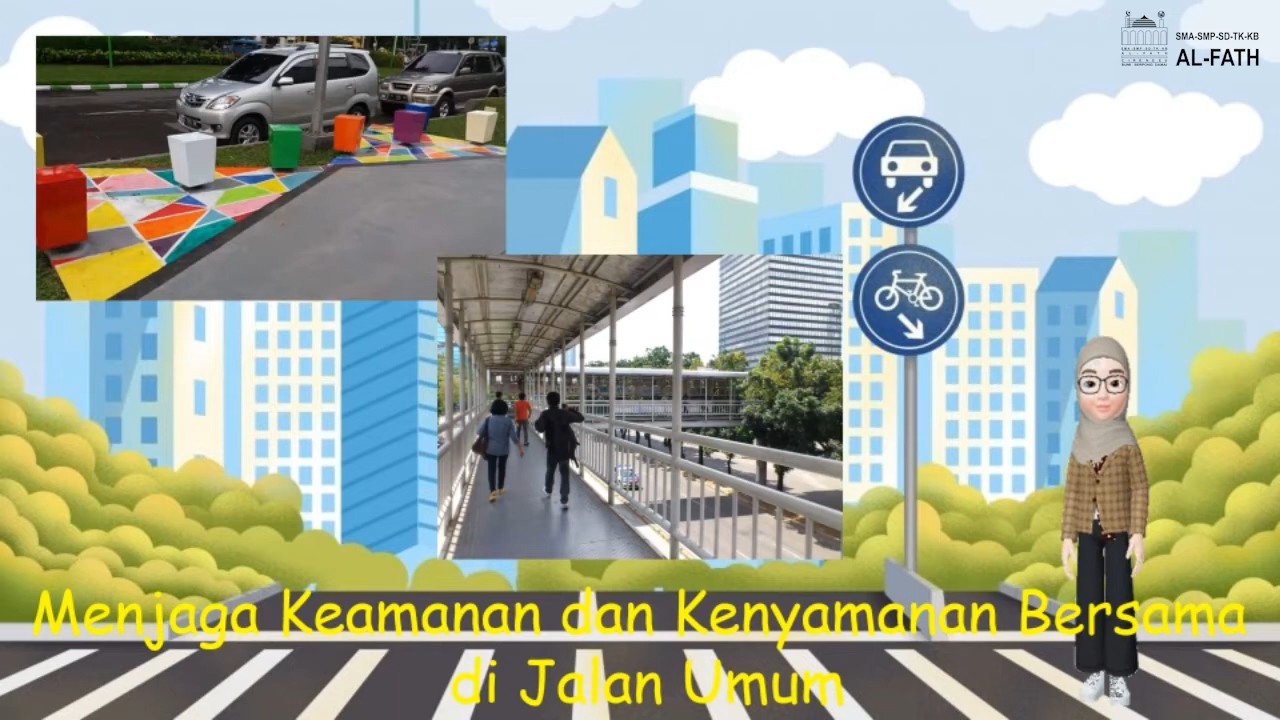 SMA-SMP-SD-TK-KB
AL-FATH
Menjaga Keamanan dan Kenyamanan Bersama
di Jalan Umum